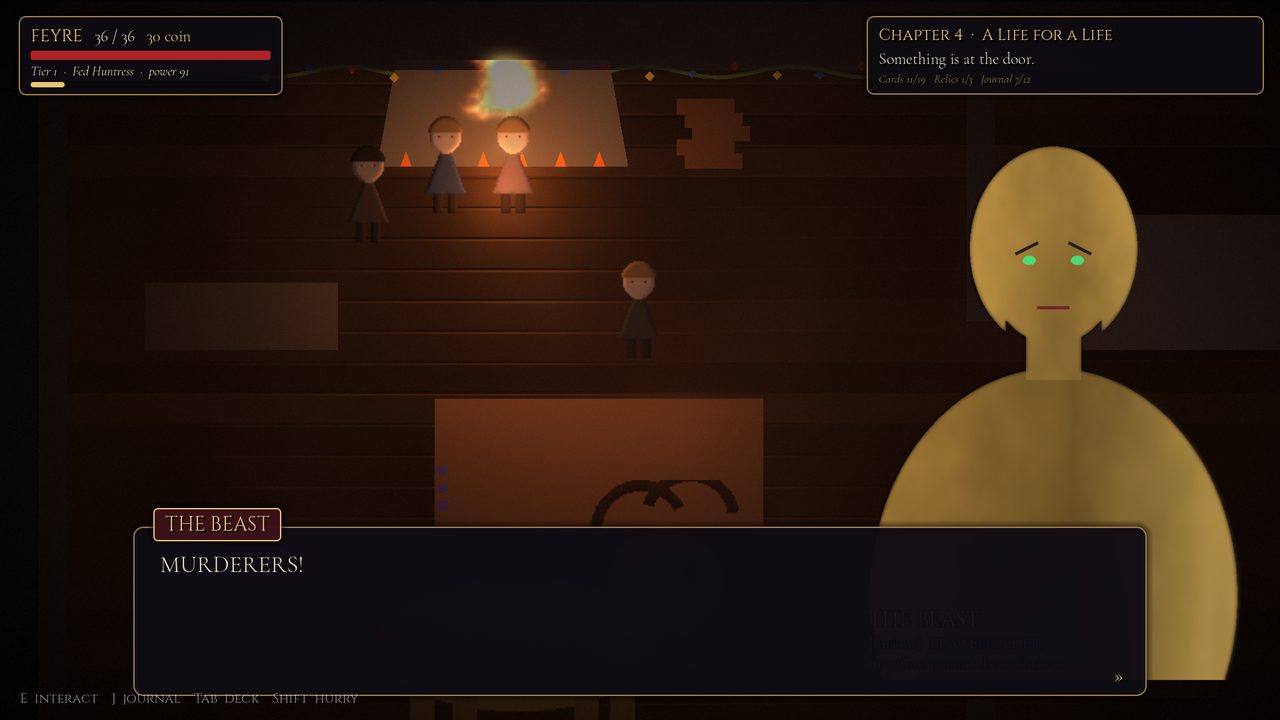 FEYRE 36 / 36 30 coin
Tier 1 · Fed Huntress · power 91
Chapter 4 · A Life for a Life
Something is at the door.
Cards 11/19 Relics 1/3 Journal 7/12
THE BEAST
MURDERERS!
THE BEAST
»
E interact J journal Tab deck Shift hurry